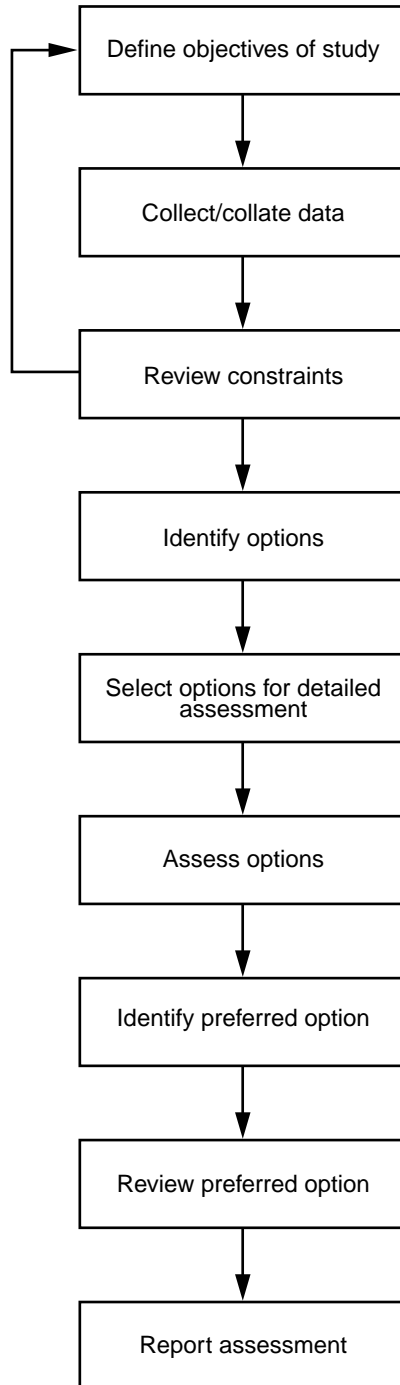 Define objectives of study
Collect/collate data
Review constraints
Identify options
Select options for detailed
assessment
Assess options
Identify preferred option
Review preferred option
Report assessment